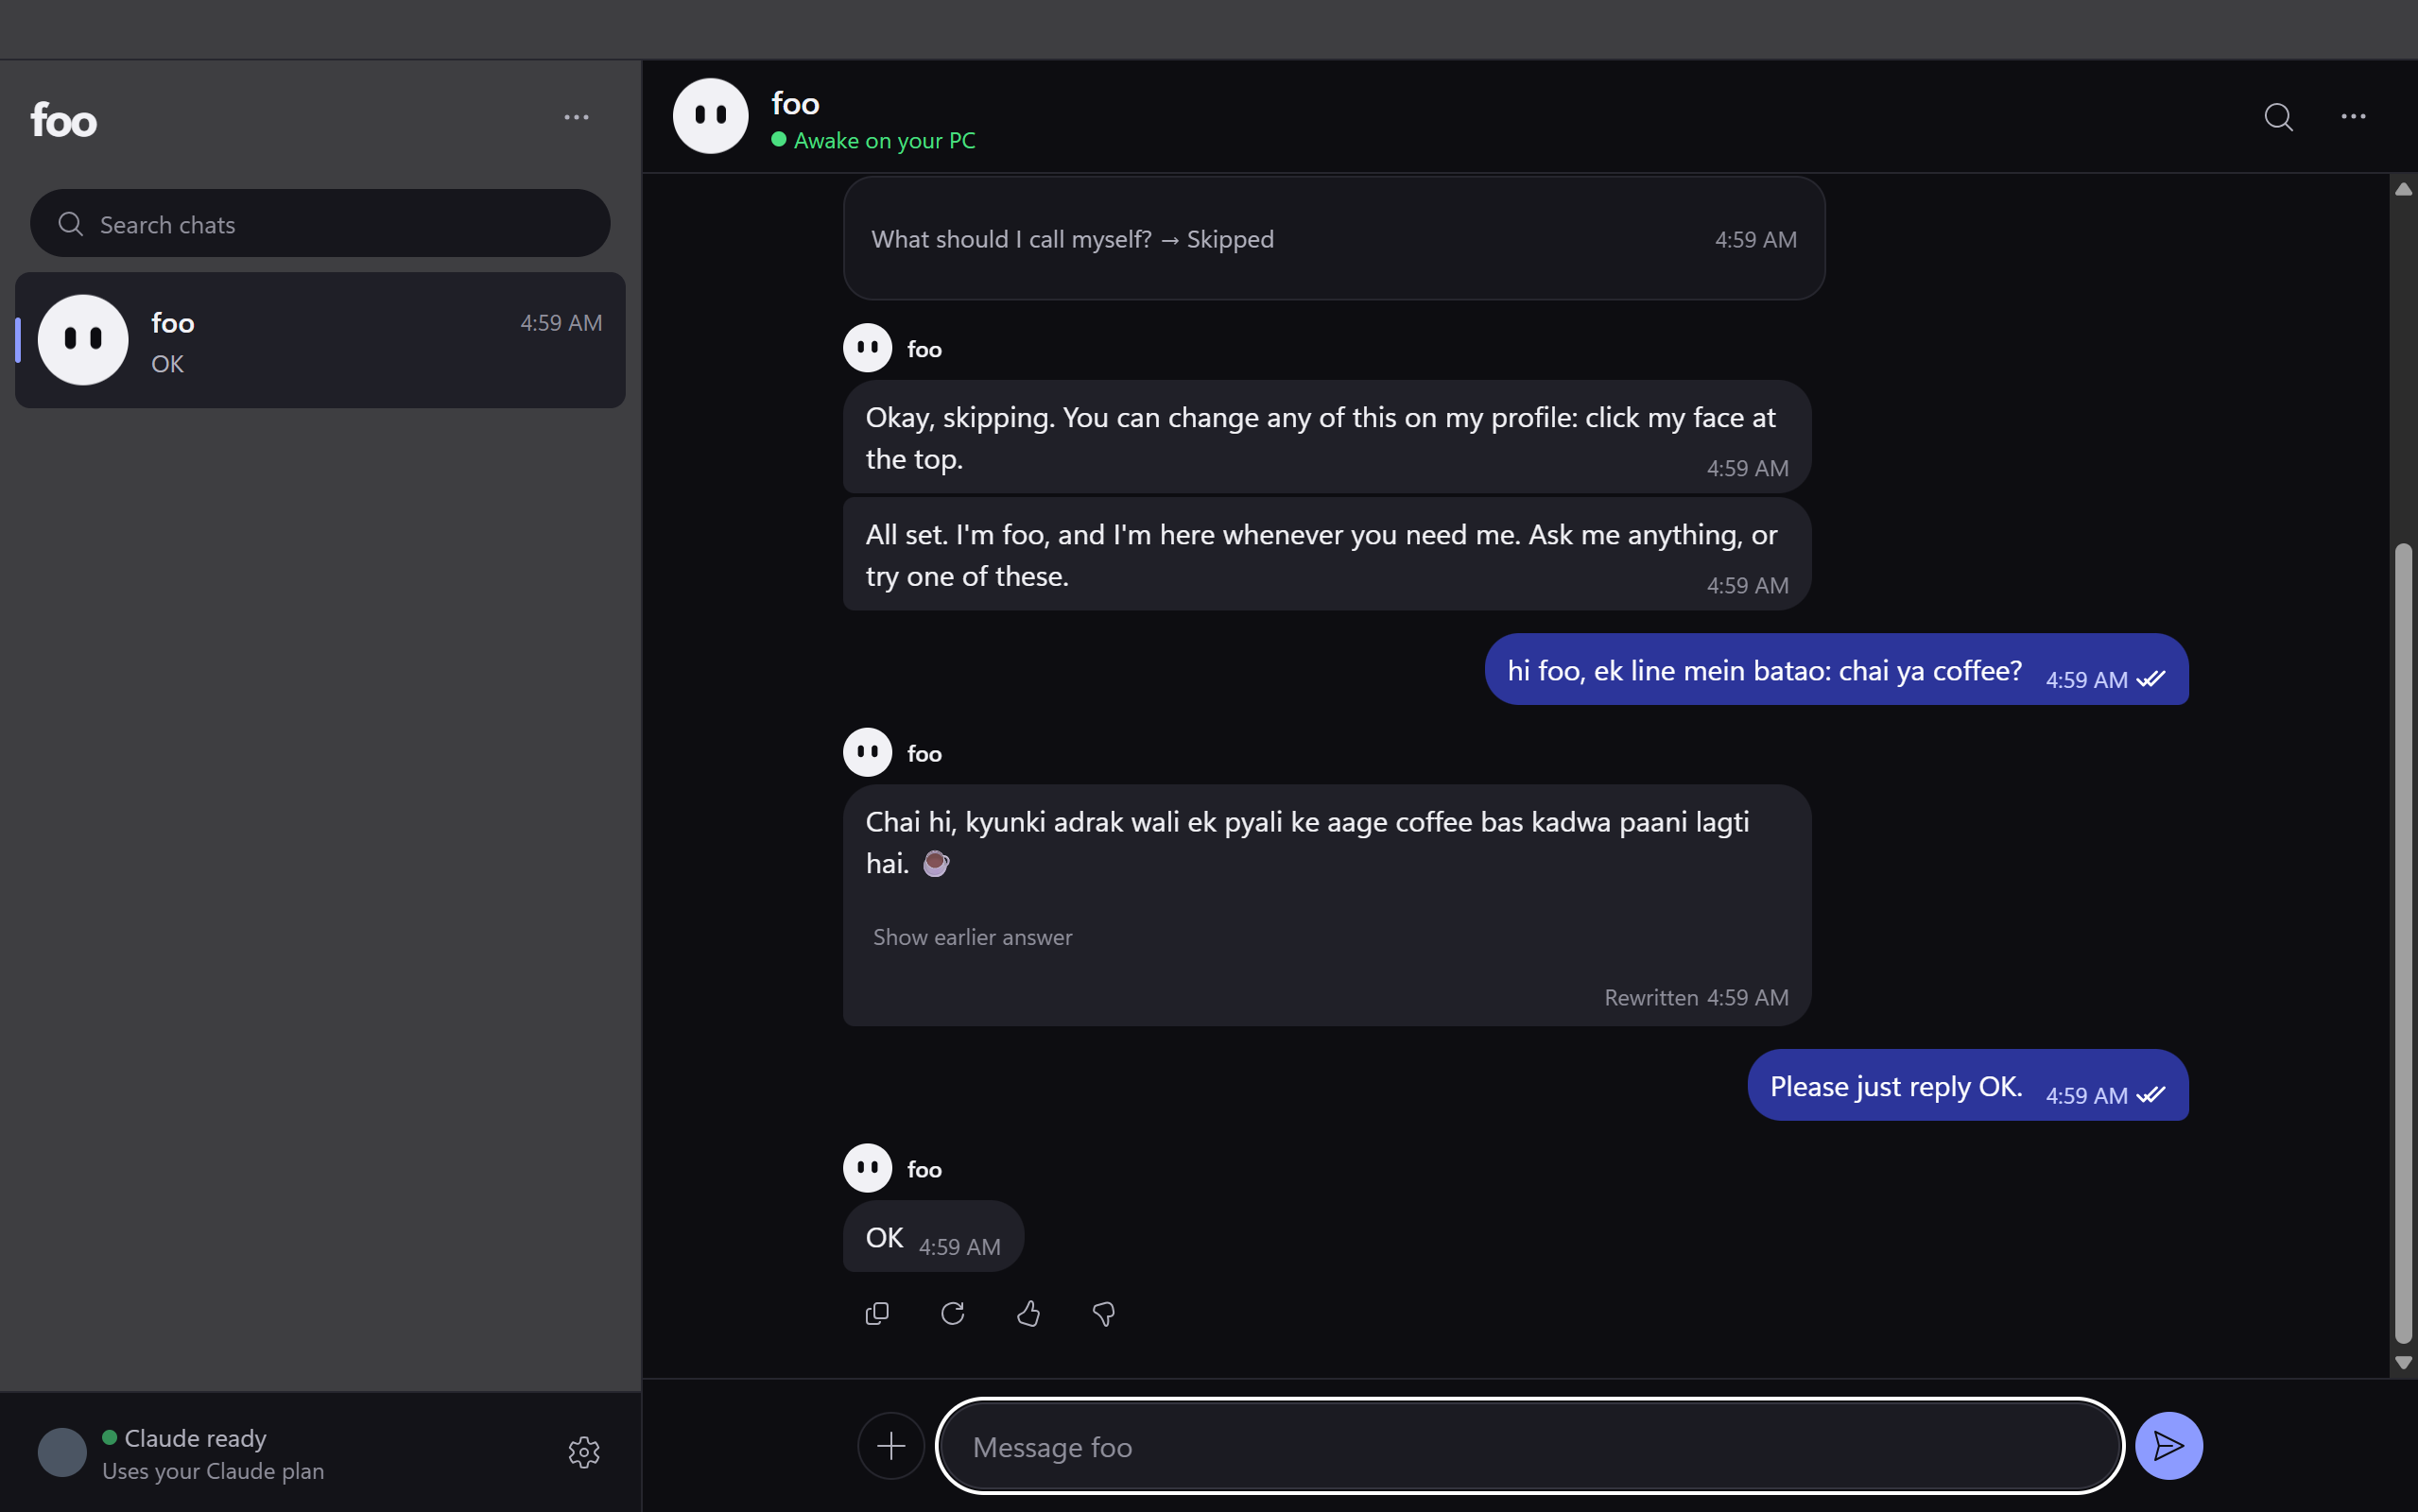 foo
Search chats
foo 4:59 AM
OK
Claude ready
Uses your Claude plan
foo
Awake on your PC
What should I call myself? → Skipped 4:59 AM
foo
Okay, skipping. You can change any of this on my profile: click my face at
the top. 4:59 AM
All set. I'm foo, and I'm here whenever you need me. Ask me anything, or
try one of these. 4:59 AM
hi foo, ek line mein batao: chai ya coffee? 4:59 AM
foo
Chai hi, kyunki adrak wali ek pyali ke aage coffee bas kadwa paani lagti
hai.
Show earlier answer
Rewritten 4:59 AM
Please just reply OK. 4:59 AM
foo
OK 4:59 AM
Message foo